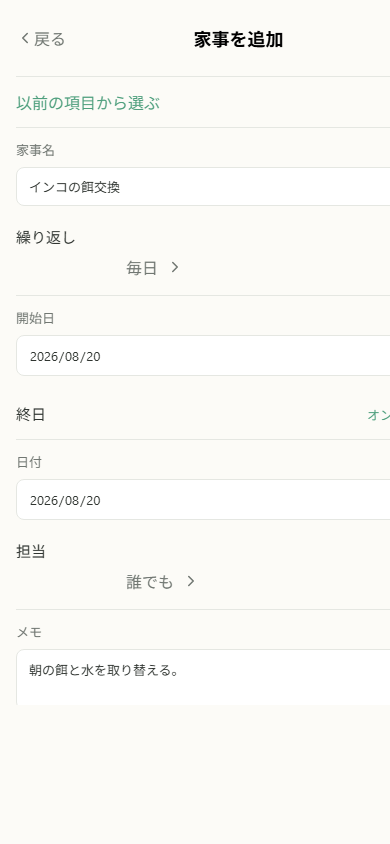 戻る
家事を追加
以前の項目から選ぶ
家事名
インコの餌交換
繰り返し
毎日
開始日
2026/08/20
終日
オン
日付
2026/08/20
担当
誰でも
メモ
朝の餌と水を取り替える。